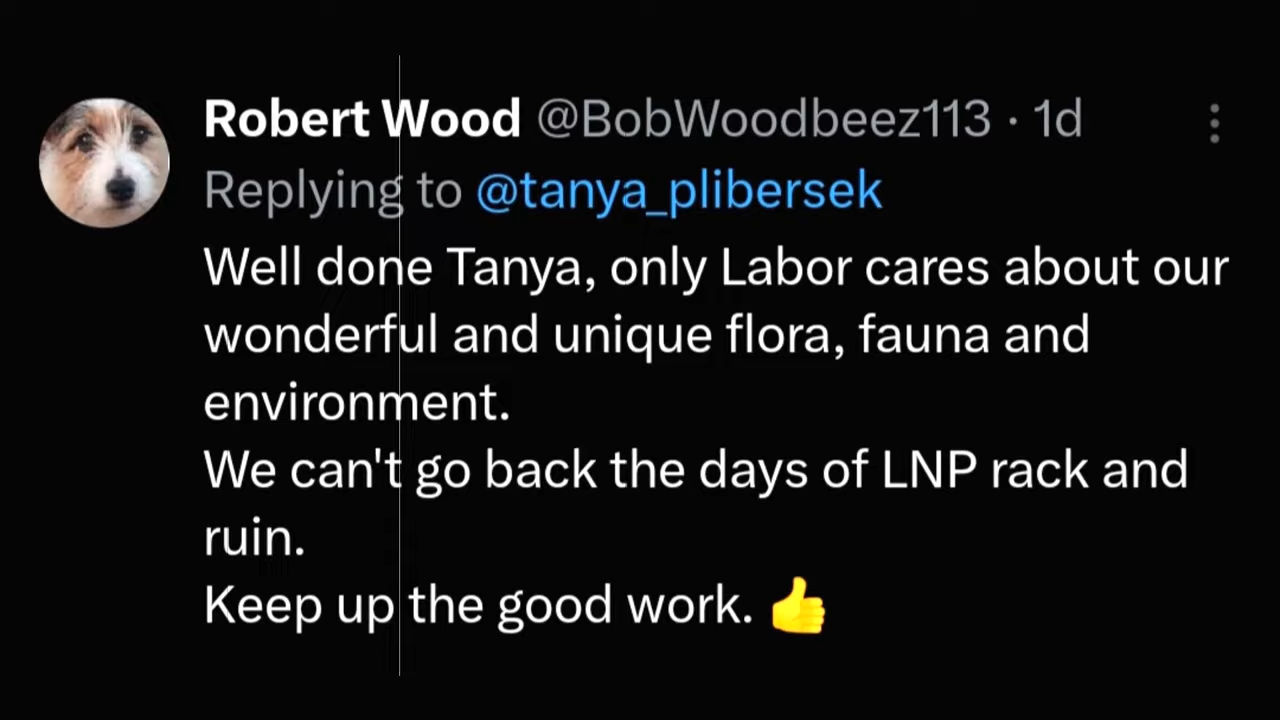 Robert Wood @BobWoodbeez113 · 1d
Replying to @tanya_plibersek
Well done Tanya, only Labor cares about our
wonderful and unique flora, fauna and
environment.
We can't go back the days of LNP rack and
ruin.
Keep up the good work. 👍